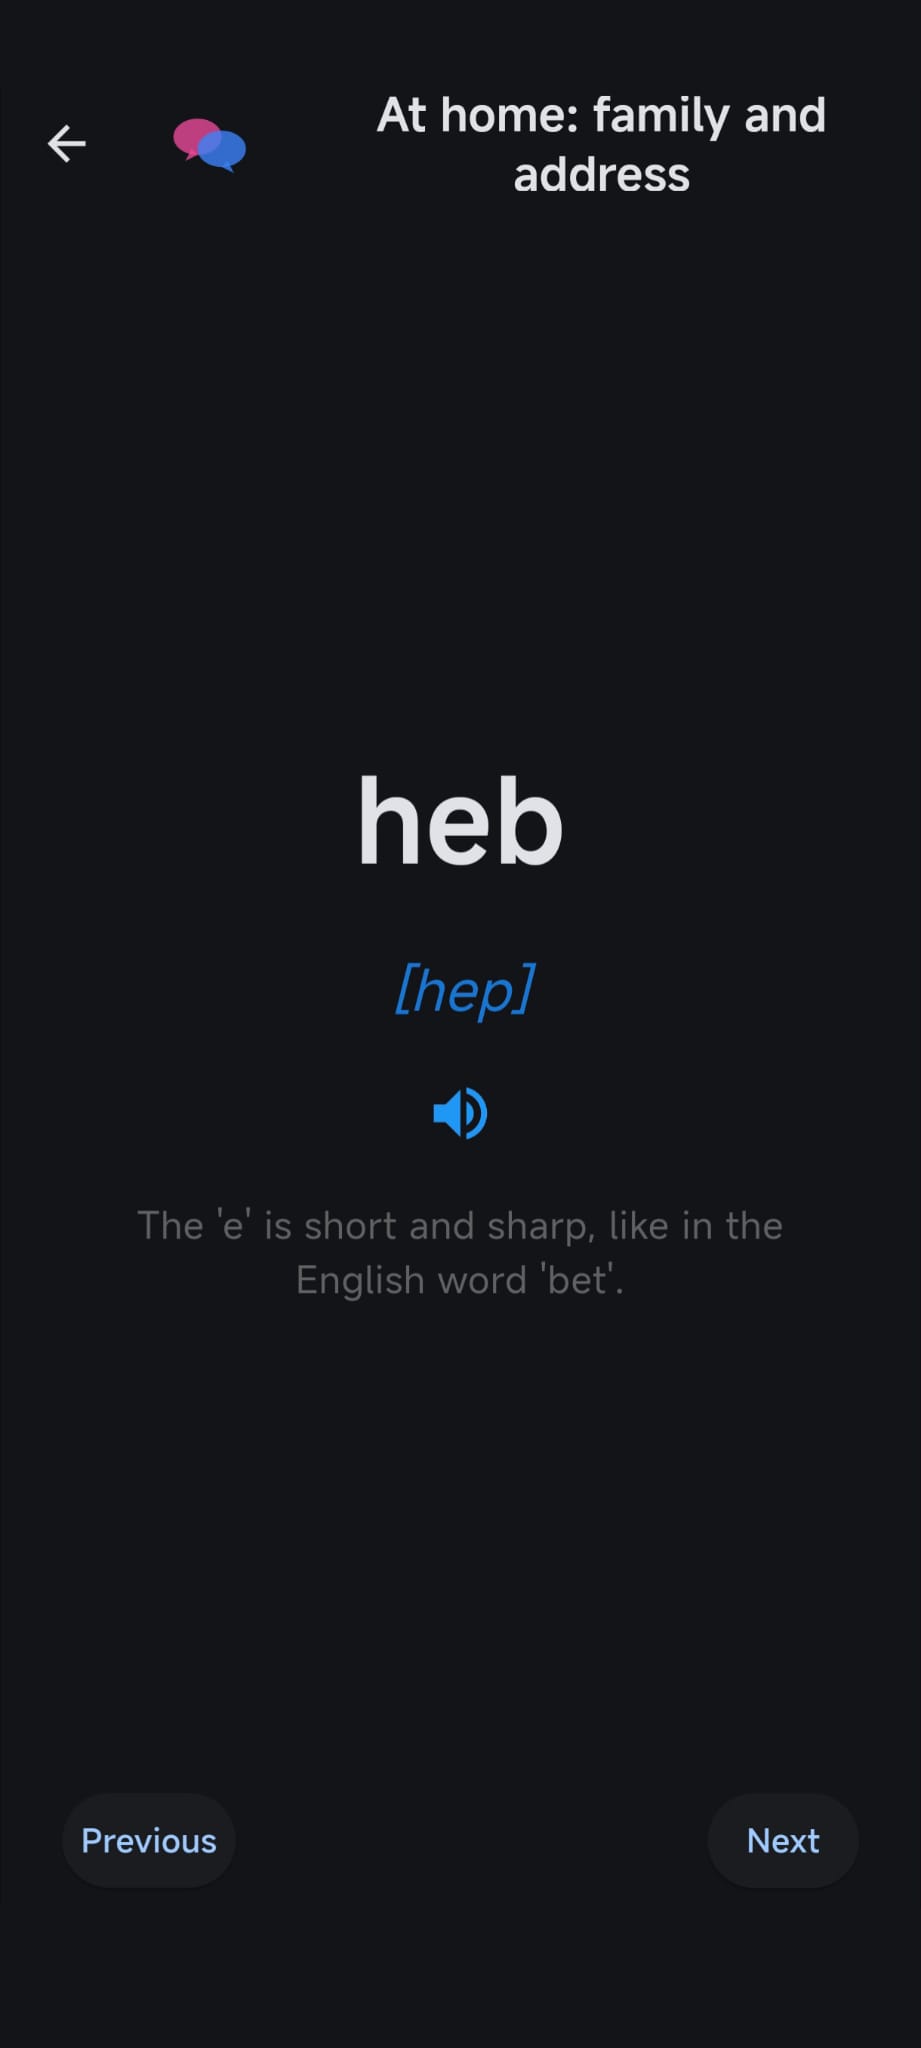 At home: family and
address
heb
[hep]
The 'e' is short and sharp, like in the
English word 'bet'.
Previous
Next